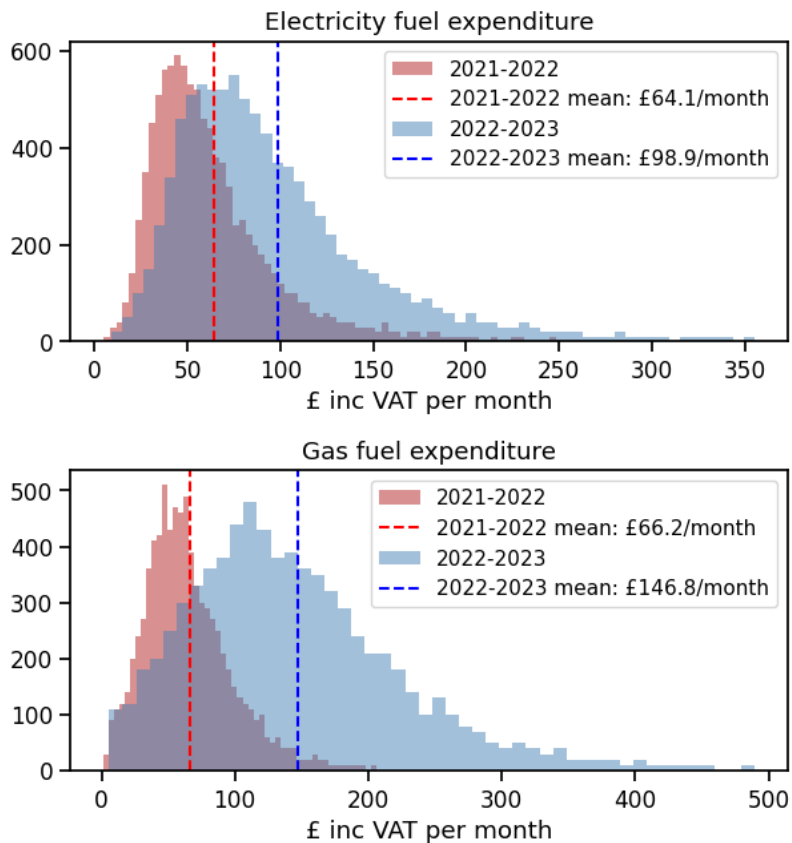 Electricity fuel expenditure
600
400
200
0
2021-2022
2021-2022 mean: £64.1/month
2022-2023
2022-2023 mean: £98.9/month
0 50 100 150 200 250 300 350
£ inc VAT per month
Gas fuel expenditure
500
400
300
200
100
0
2021-2022
2021-2022 mean: £66.2/month
2022-2023
2022-2023 mean: £146.8/month
0 100 200 300 400 500
£ inc VAT per month